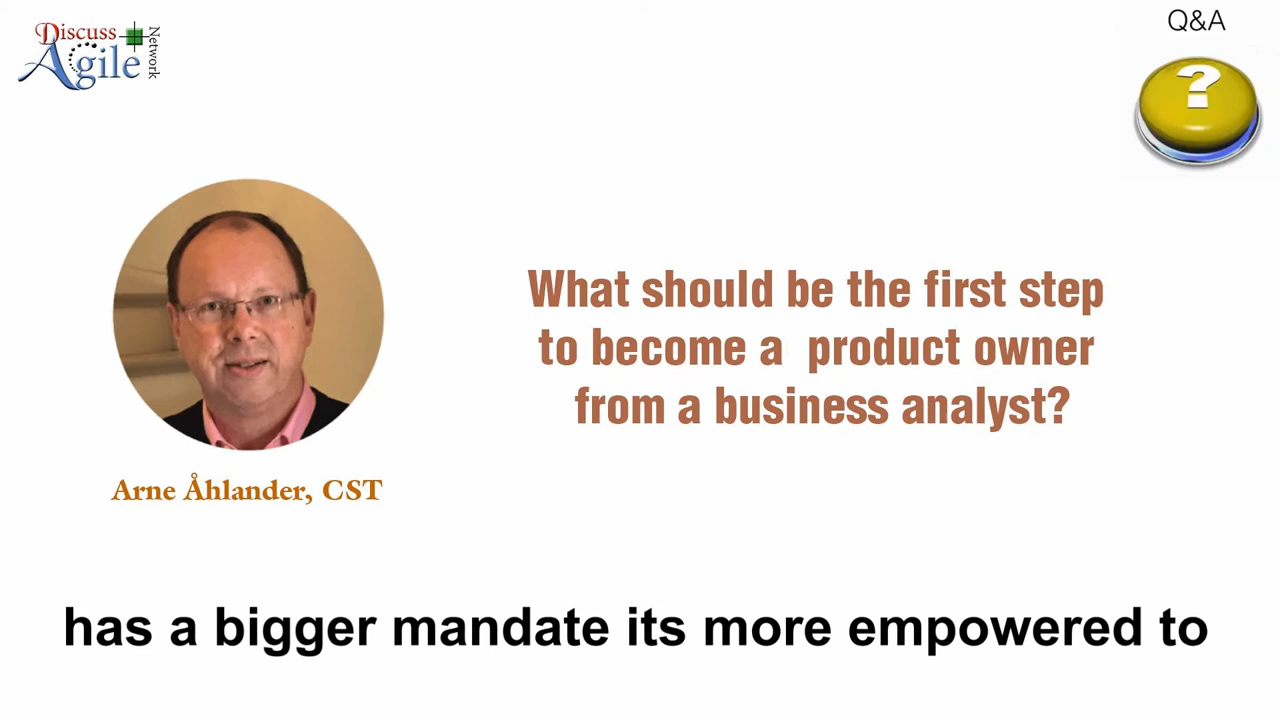 Discuss
Agile
Network
Q&A
?
What should be the first step
to become a product owner
from a business analyst?
Arne Åhlander, CST
has a bigger mandate its more empowered to